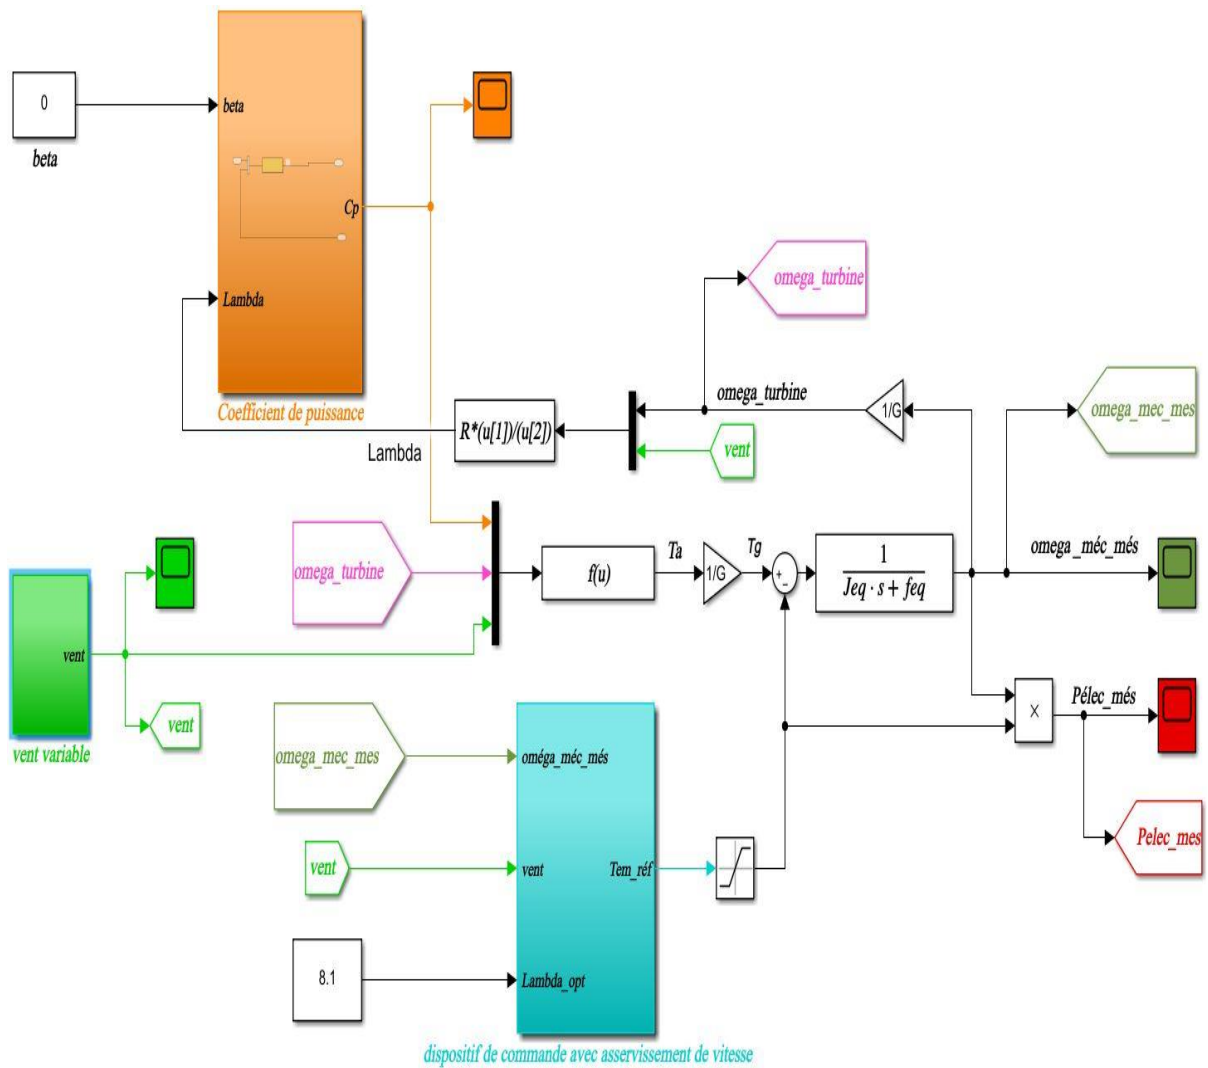 0
beta
beta
Cp
Lambda
Coefficient de puissance
omega_turbine
omega_turbine
1/G
omega_mec_mes
R*(u[1])/(u[2])
Lambda
vent
omega_turbine
f(u)
Ta
1/G
Tg
+
_
1
Jeq · s + feq
omega_méc_més
vent
vent
vent variable
omega_mec_mes
oméga_méc_més
×
Pélec_més
Pelec_mes
vent
vent
Tem_réf
8.1
Lambda_opt
dispositif de commande avec asservissement de vitesse